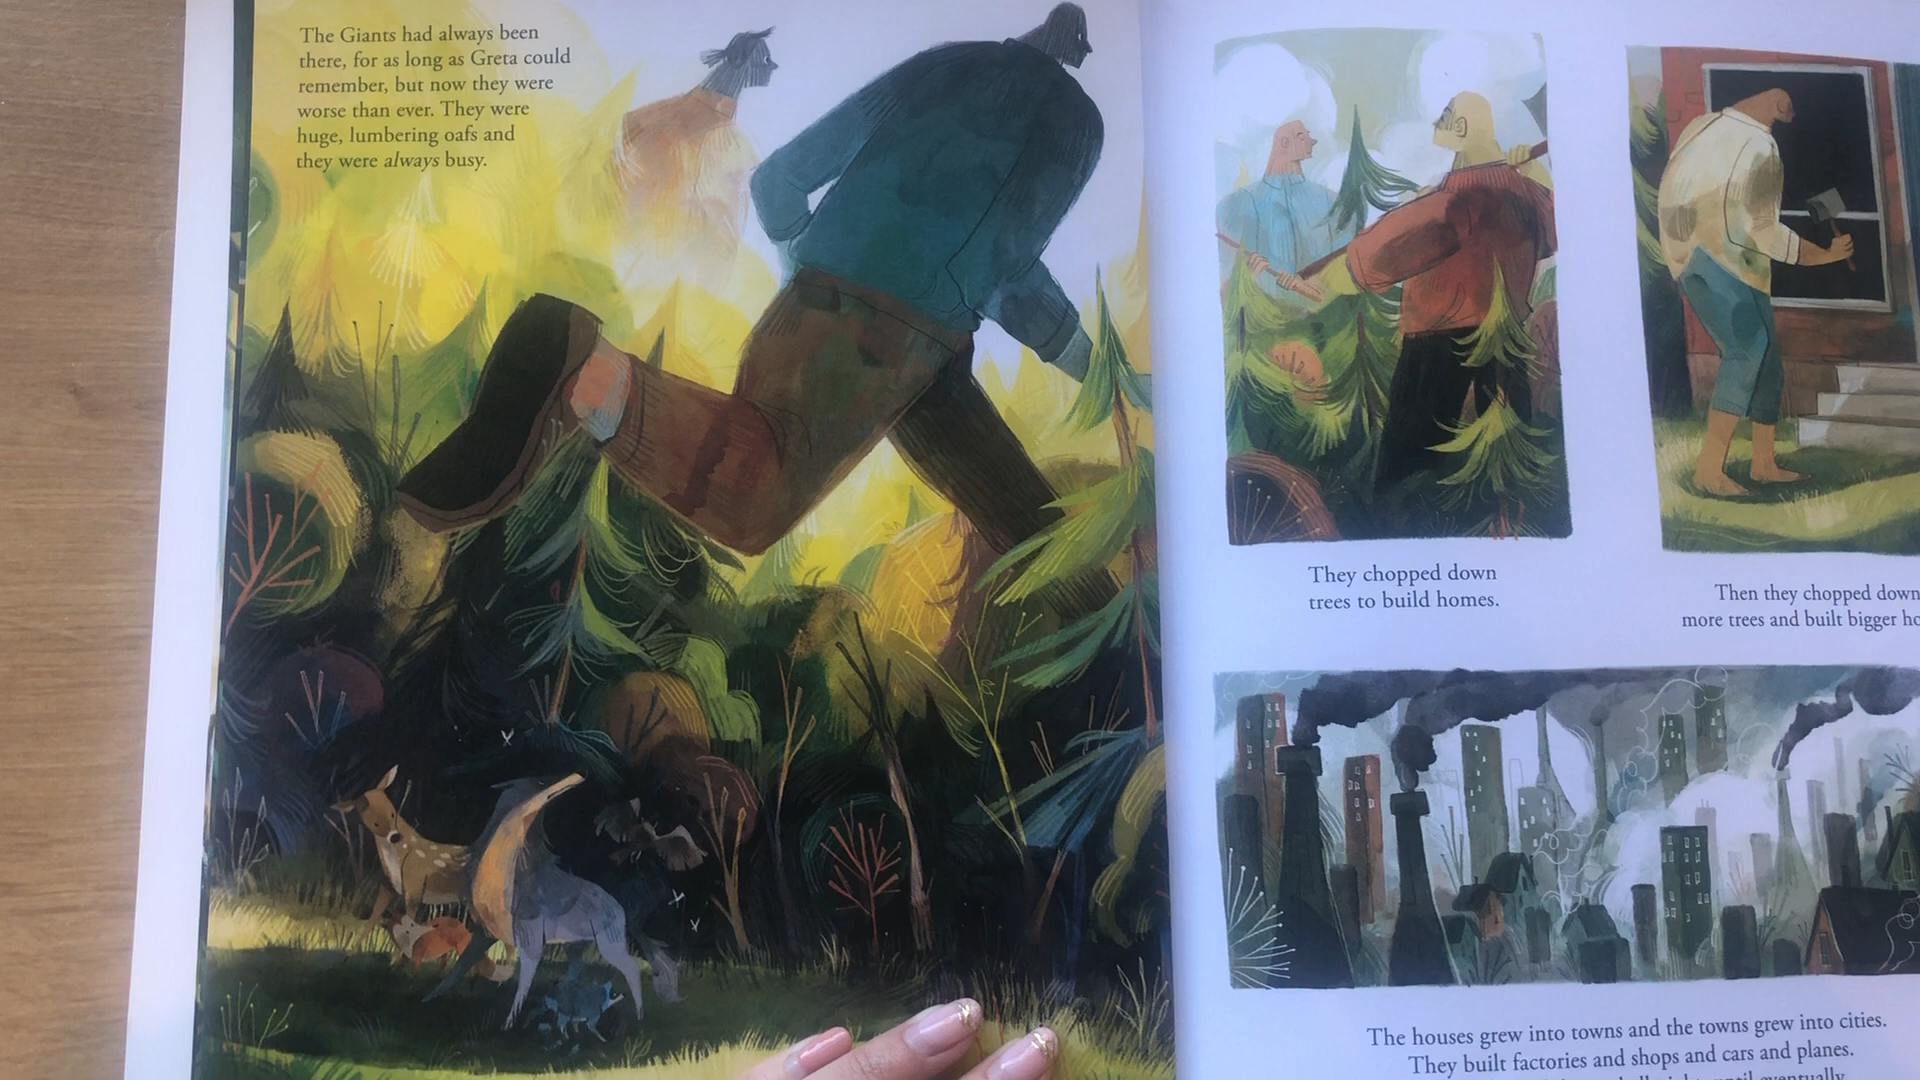 The Giants had always been
there, for as long as Greta could
remember, but now they were
worse than ever. They were
huge, lumbering oafs and
they were always busy.
They chopped down
trees to build homes.
Then they chopped down
more trees and built bigger
The houses grew into towns and the towns grew into cities.
They built factories and shops and cars and planes.
until eventually